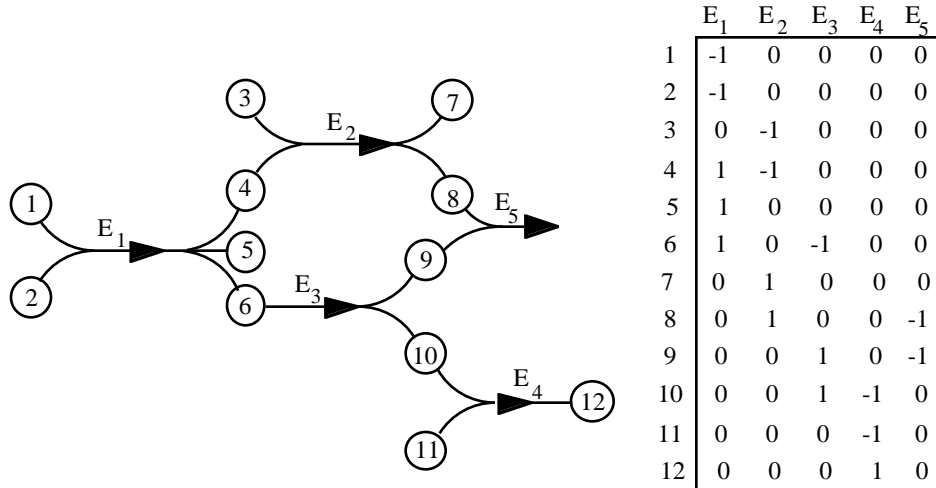 E1 E2 E3 E4 E5
1 -1 0 0 0 0
2 -1 0 0 0 0
3 0 -1 0 0 0
4 1 -1 0 0 0
5 1 0 0 0 0
6 1 0 -1 0 0
7 0 1 0 0 0
8 0 1 0 0 -1
9 0 0 1 0 -1
10 0 0 1 -1 0
11 0 0 0 -1 0
12 0 0 0 1 0
3
7
E2
4
8
1
E5
E1
5
9
2
6
E3
10
E4
12
11